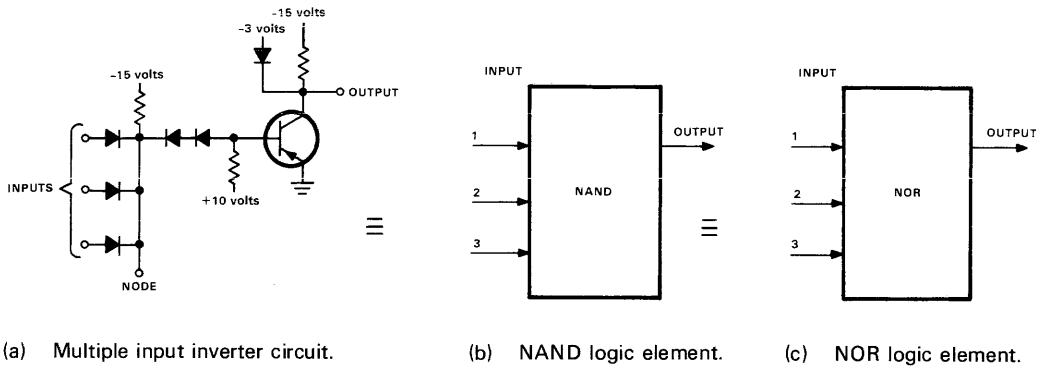 -15 volts
-3 volts
-15 volts
OUTPUT
INPUTS
+10 volts
NODE
INPUT
1
2
3
NAND
OUTPUT
INPUT
1
2
3
NOR
OUTPUT
(a) Multiple input inverter circuit.
(b) NAND logic element.
(c) NOR logic element.